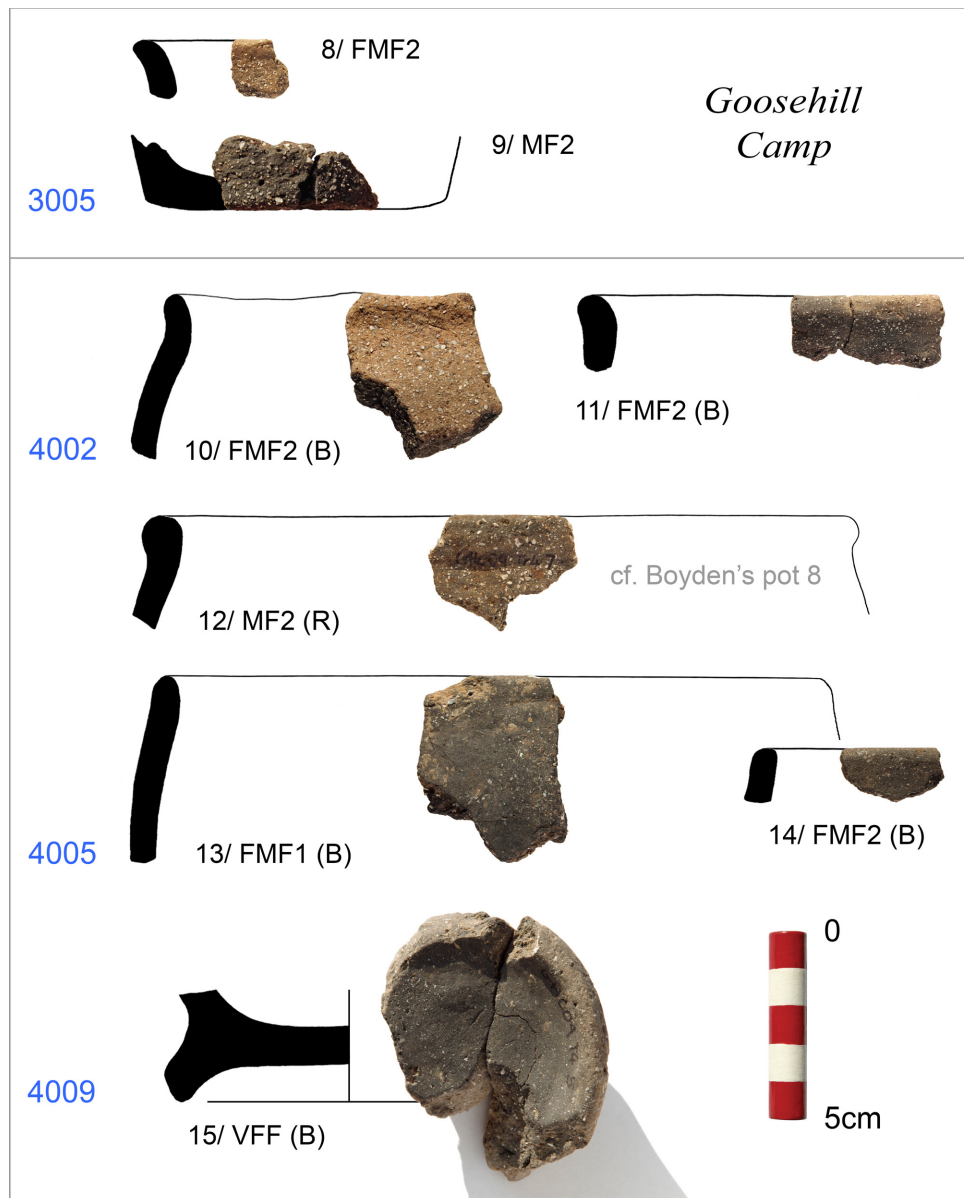 8/ FMF2
Goosehill
Camp
9/ MF2
3005
10/ FMF2 (B)
11/ FMF2 (B)
4002
12/ MF2 (R)
cf. Boyden's pot 8
13/ FMF1 (B)
14/ FMF2 (B)
4005
0
5cm
15/ VFF (B)
4009